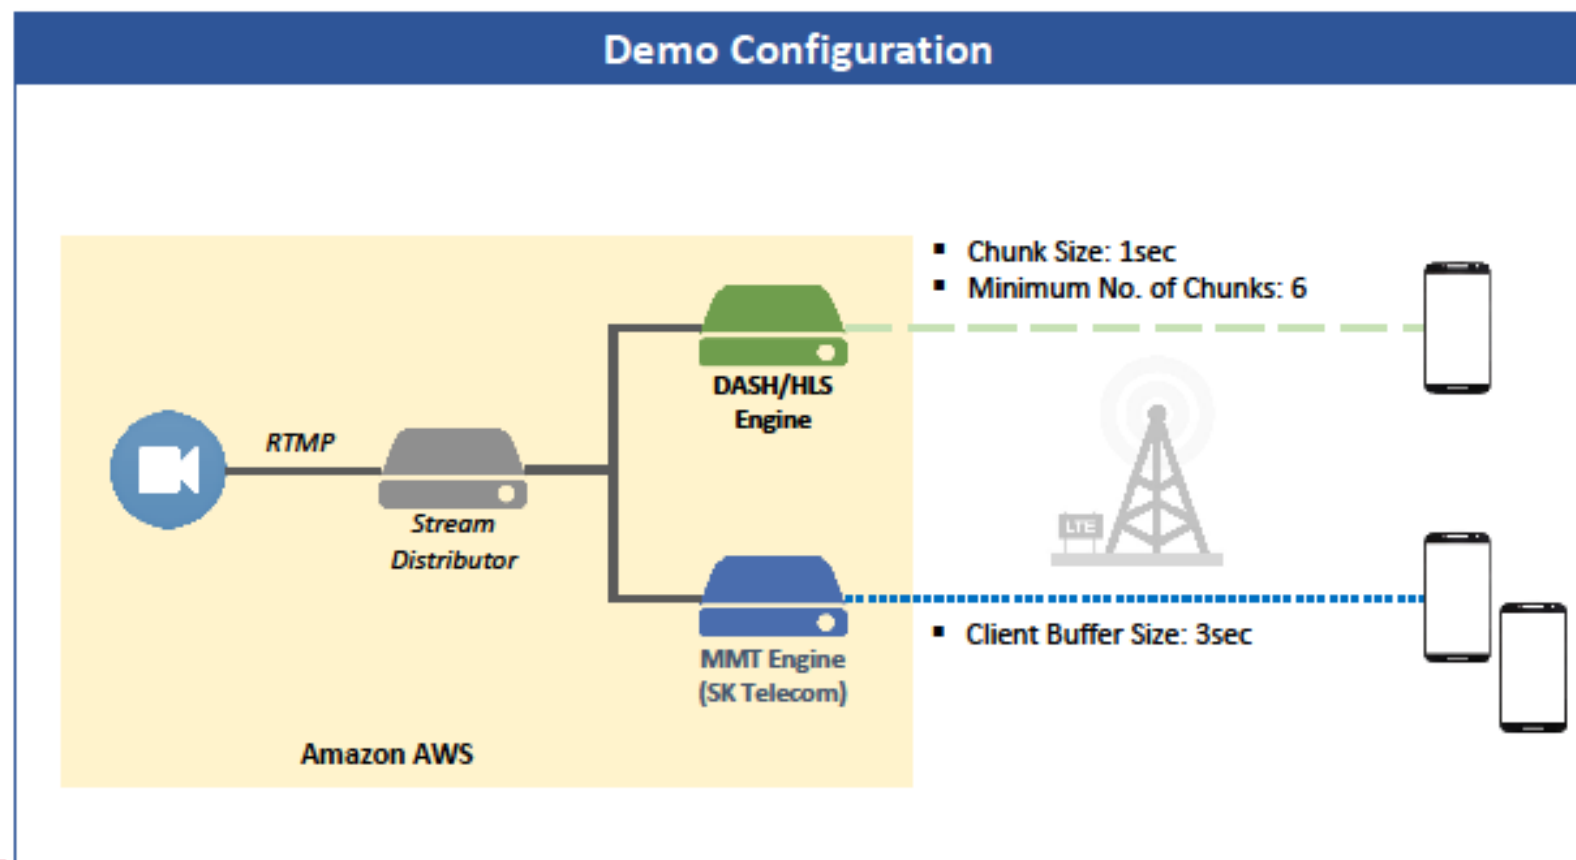 Demo Configuration
▪ Chunk Size: 1sec
▪ Minimum No. of Chunks: 6
DASH/HLS
Engine
RTMP
Stream
Distributor
LTE
▪ Client Buffer Size: 3sec
MMT Engine
(SK Telecom)
Amazon AWS